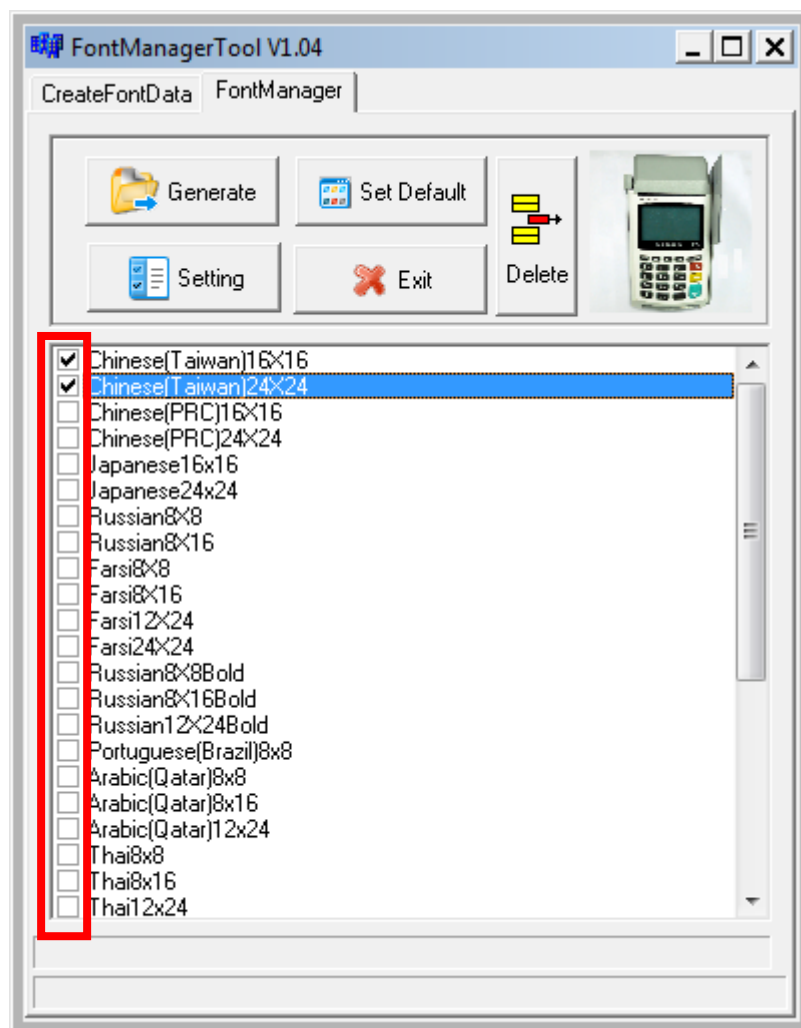 FontManagerTool V1.04
CreateFontData FontManager
Generate Set Default
Setting Exit Delete
Chinese(Taiwan)16X16
Chinese(Taiwan)24X24
Chinese(PRC)16X16
Chinese(PRC)24X24
Japanese16x16
Japanese24x24
Russian8X8
Russian8X16
Farsi8X8
Farsi8X16
Farsi12X24
Farsi24X24
Russian8X8Bold
Russian8X16Bold
Russian12X24Bold
Portuguese(Brazil)8x8
Arabic(Qatar)8x8
Arabic(Qatar)8x16
Arabic(Qatar)12x24
Thai8x8
Thai8x16
Thai12x24